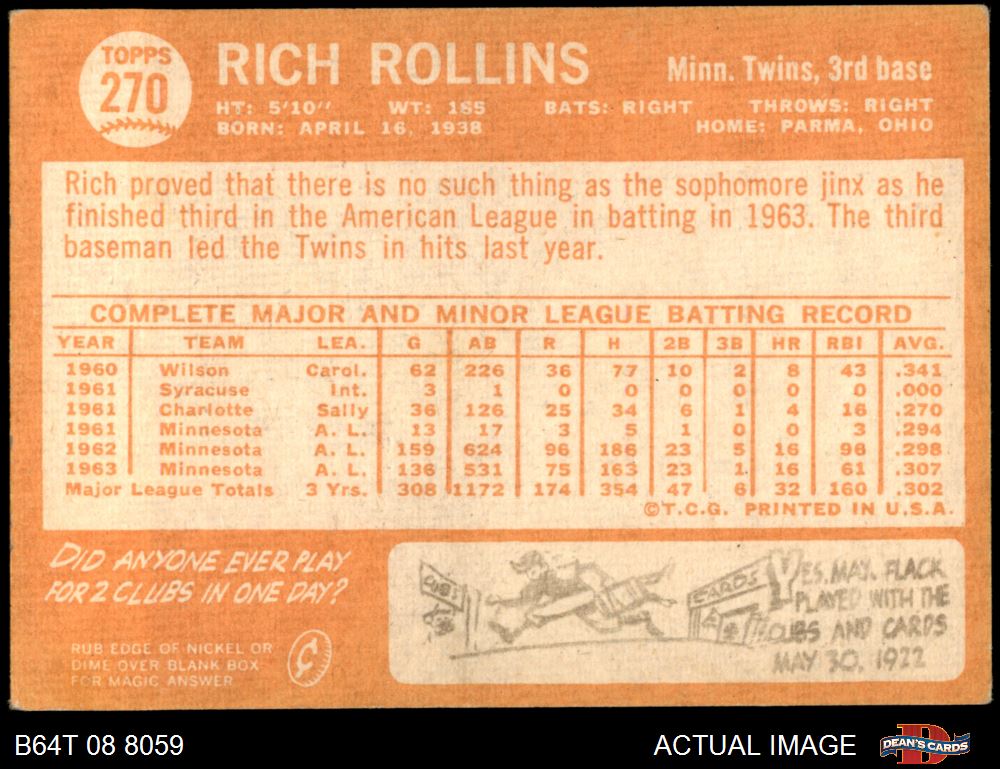 TOPPS
270
RICH ROLLINS
Minn. Twins, 3rd base
HT: 5'10" WT: 185 BATS: RIGHT THROWS: RIGHT
BORN: APRIL 16, 1938 HOME: PARMA, OHIO
Rich proved that there is no such thing as the sophomore jinx as he
finished third in the American League in batting in 1963. The third
baseman led the Twins in hits last year.
COMPLETE MAJOR AND MINOR LEAGUE BATTING RECORD
YEAR TEAM LEA. G AB R H 2B 3B HR RBI AVG.
1960 Wilson Carol. 62 226 36 77 10 2 8 43 .341
1961 Syracuse Int. 3 1 0 0 0 0 0 0 .000
1961 Charlotte Sally 36 126 25 34 6 1 4 16 .270
1961 Minnesota A. L. 13 17 3 5 1 0 0 3 .294
1962 Minnesota A. L. 159 624 96 186 23 5 16 96 .298
1963 Minnesota A. L. 136 531 75 163 23 1 16 61 .307
Major League Totals 3 Yrs. 308 1172 174 354 47 6 32 160 .302
©T.C.G. PRINTED IN U.S.A.
DID ANYONE EVER PLAY
FOR 2 CLUBS IN ONE DAY?
RUB EDGE OF NICKEL OR
DIME OVER BLANK BOX
FOR MAGIC ANSWER
CUBS
CARDS
YES, MAX. FLACK
PLAYED WITH THE
CUBS AND CARDS
MAY 30, 1922
B64T 08 8059
ACTUAL IMAGE
DEAN'S CARDS